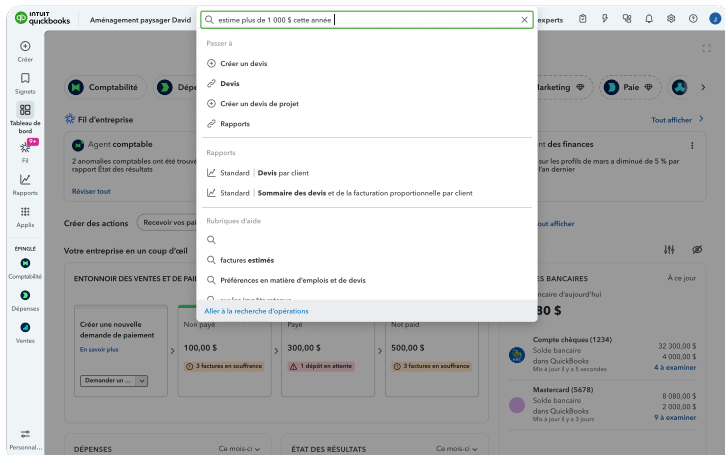 INTUIT
quickbooks
Aménagement paysager David
estime plus de 1 000 $ cette année
experts
J
Créer
Signets
Tableau de
bord
9+
Fil
Rapports
Applis
ÉPINGLÉ
Comptabilité
Dépenses
Ventes
Personnal...
Passer à
Créer un devis
Devis
Créer un devis de projet
Rapports
Rapports
Standard | Devis par client
Standard | Sommaire des devis et de la facturation proportionnelle par client
Rubriques d'aide
factures estimés
Préférences en matière d'emplois et de devis
Aller à la recherche d'opérations
Comptabilité
Dépe
Marketing
Paie
Fil d'entreprise
Tout afficher
Agent comptable
2 anomalies comptables ont été trouv
rapport État des résultats
Réviser tout
nt des finances
sur les profils de mars a diminué de 5 % par
l'an dernier
Créer des actions
Recevoir vos pai
Tout afficher
Votre entreprise en un coup d'œil
ENTONNOIR DES VENTES ET DE PAI
Créer une nouvelle
demande de paiement
En savoir plus
Demander un ...
Non payé
100,00 $
3 factures en souffrance
Payé
300,00 $
1 dépôt en attente
Not paid
500,00 $
3 factures en souffrance
ES BANCAIRES
À ce jour
ncaire d'aujourd'hui
30 $
Compte chèques (1234)
Solde bancaire
32 300,00 $
dans QuickBooks
4 000,00 $
Mis à jour il y a 5 secondes
4 à examiner
Mastercard (5678)
Solde bancaire
8 080,00 $
dans QuickBooks
2 000,00 $
Mis à jour il y a 3 jours
9 à examiner
DÉPENSES
Ce mois-ci
ÉTAT DES RÉSULTATS
Ce mois-ci